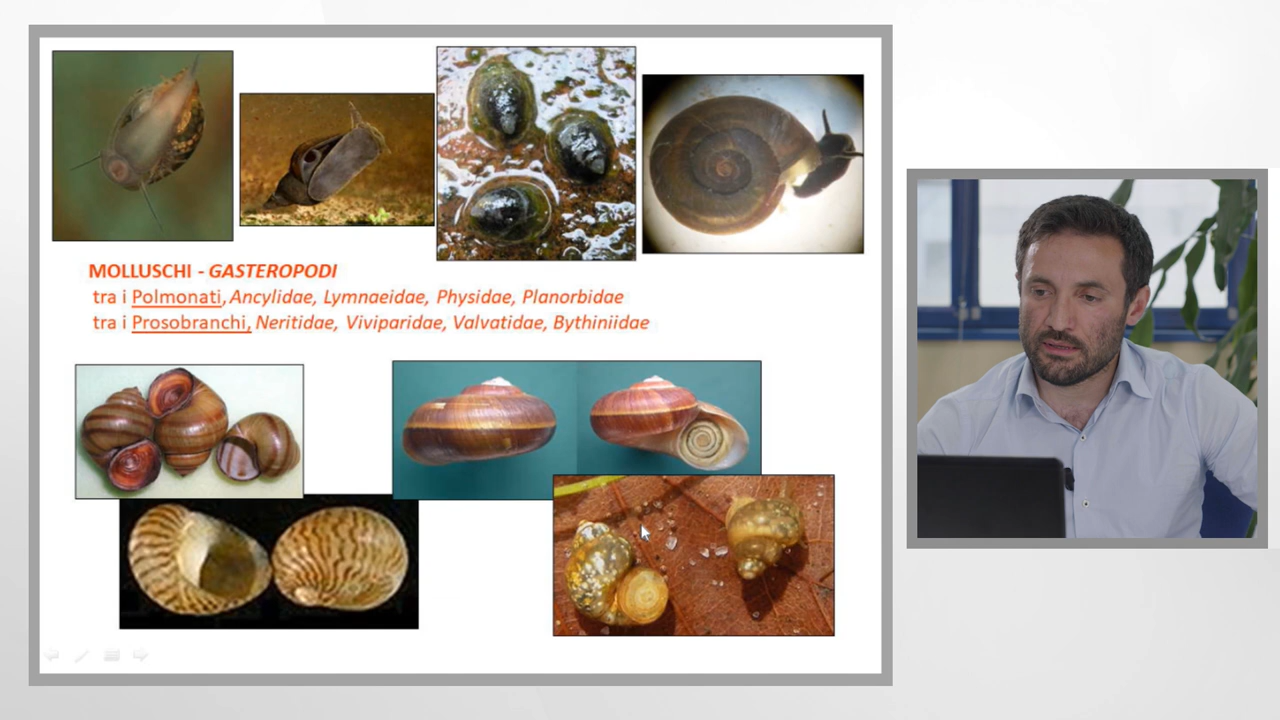 MOLLUSCHI - GASTEROPODI
tra i Polmonati, Ancylidae, Lymnaeidae, Physidae, Planorbidae
tra i Prosobranchi, Neritidae, Viviparidae, Valvatidae, Bythiniidae